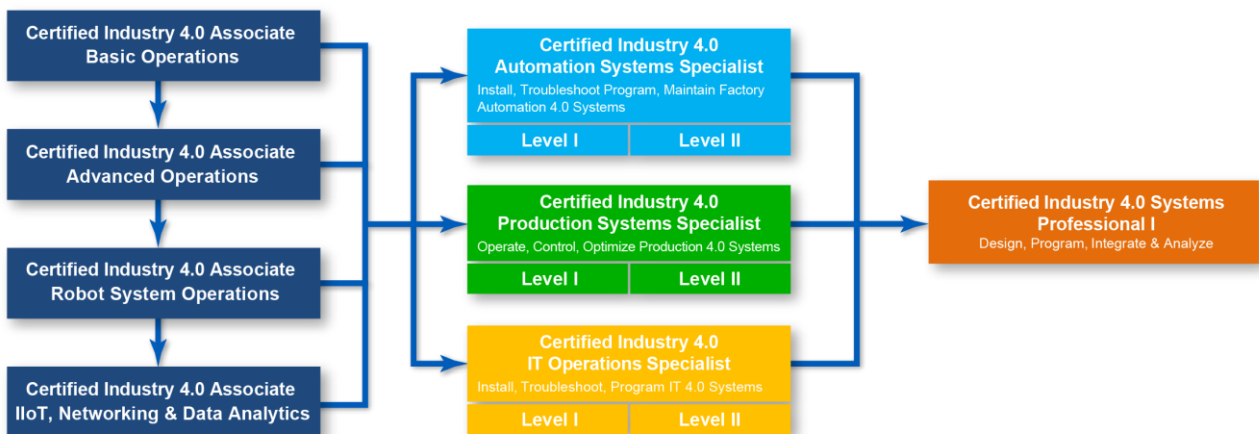 Certified Industry 4.0 Associate
Basic Operations
Certified Industry 4.0 Associate
Advanced Operations
Certified Industry 4.0 Associate
Robot System Operations
Certified Industry 4.0 Associate
IIoT, Networking & Data Analytics
Certified Industry 4.0
Automation Systems Specialist
Install, Troubleshoot Program, Maintain Factory
Automation 4.0 Systems
Level I
Level II
Certified Industry 4.0
Production Systems Specialist
Operate, Control, Optimize Production 4.0 Systems
Level I
Level II
Certified Industry 4.0
IT Operations Specialist
Install, Troubleshoot, Program IT 4.0 Systems
Level I
Level II
Certified Industry 4.0 Systems
Professional I
Design, Program, Integrate & Analyze